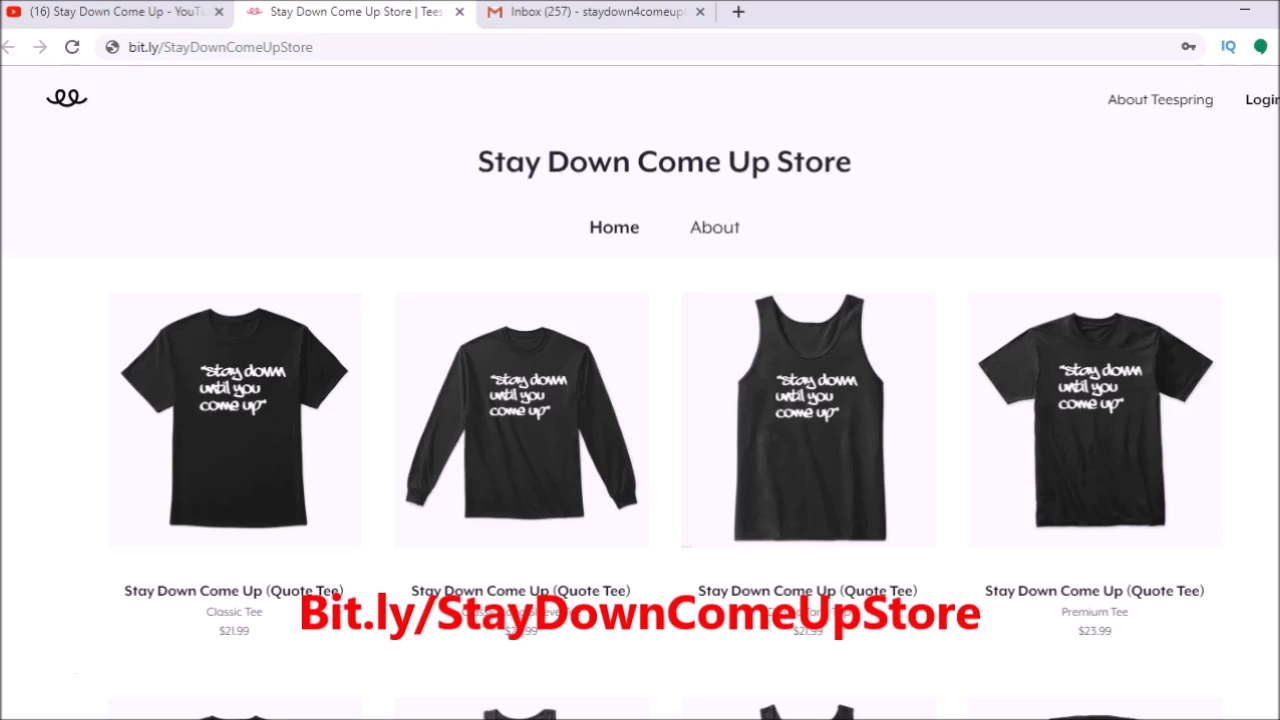 (16) Stay Down Come Up - YouTu
Stay Down Come Up Store | Tees
Inbox (257) - staydown4comeup
bit.ly/StayDownComeUpStore
IQ
About Teespring
Login
Stay Down Come Up Store
Home
About
"stay down
until you
come up"
"stay down
until you
come up"
"stay down
until you
come up"
"stay down
until you
come up"
Stay Down Come Up (Quote Tee)
Stay Down Come Up (Quote Tee)
Stay Down Come Up (Quote Tee)
Stay Down Come Up (Quote Tee)
Classic Tee
Premium Tee
Bit.ly/StayDownComeUpStore
$21.99
$21.99
$23.99